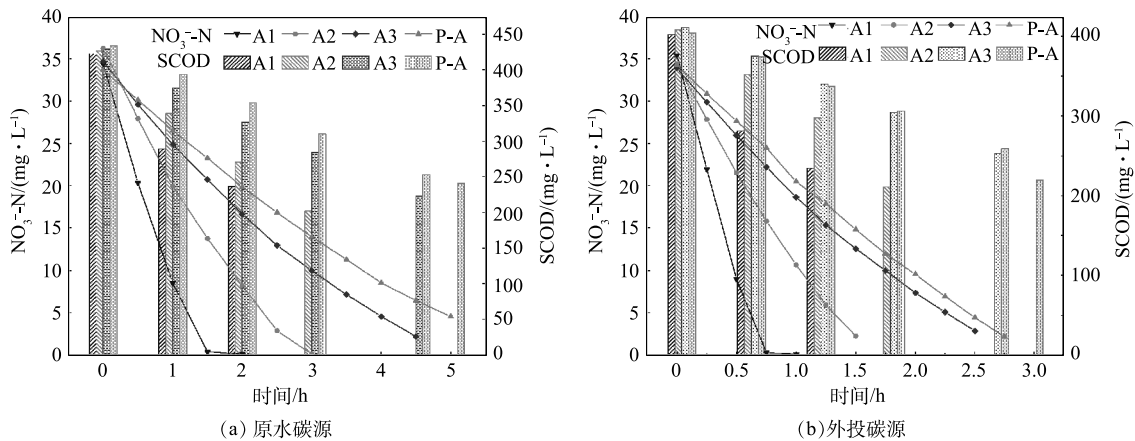 NO₃⁻-N A1 A2 A3 P-A
SCOD A1 A2 A3 P-A
NO₃⁻-N/(mg·L⁻¹)
40
35
30
25
20
15
10
5
0
SCOD/(mg·L⁻¹)
450
400
350
300
250
200
150
100
50
0
0 1 2 3 4 5
时间/h
(a) 原水碳源
NO₃⁻-N A1 A2 A3 P-A
SCOD A1 A2 A3 P-A
NO₃⁻-N/(mg·L⁻¹)
40
35
30
25
20
15
10
5
0
SCOD/(mg·L⁻¹)
400
300
200
100
0
0 0.5 1.0 1.5 2.0 2.5 3.0
时间/h
(b)外投碳源